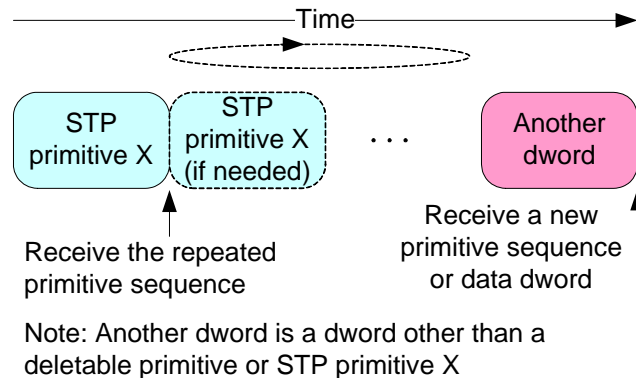 Time
STP
primitive X
STP
primitive X
(if needed)
. . .
Another
dword
Receive the repeated
primitive sequence
Receive a new
primitive sequence
or data dword
Note: Another dword is a dword other than a
deletable primitive or STP primitive X